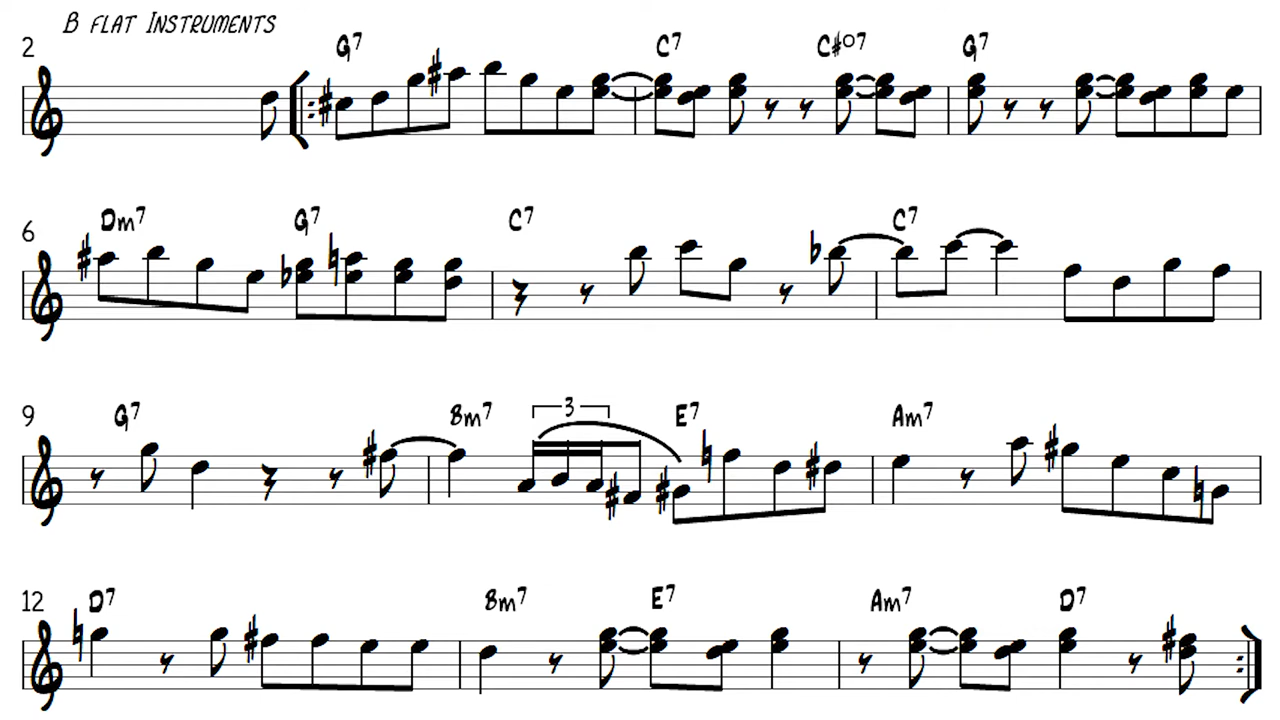 B flat Instruments
2 G7 C7 C#o7 G7
6 Dm7 G7 C7 C7
9 G7 Bm7 3 E7 Am7
12 D7 Bm7 E7 Am7 D7